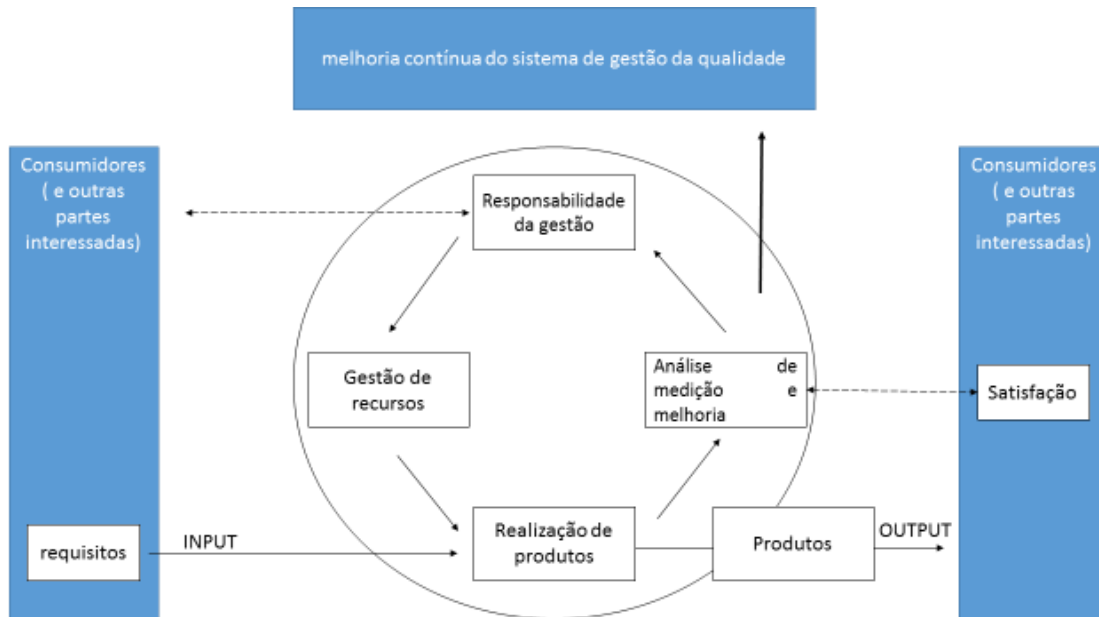 melhoria contínua do sistema de gestão da qualidade
Consumidores
( e outras
partes
interessadas)
Consumidores
( e outras
partes
interessadas)
Responsabilidade
da gestão
Gestão de
recursos
Análise de
medição e
melhoria
Satisfação
requisitos
INPUT
Realização de
produtos
Produtos
OUTPUT